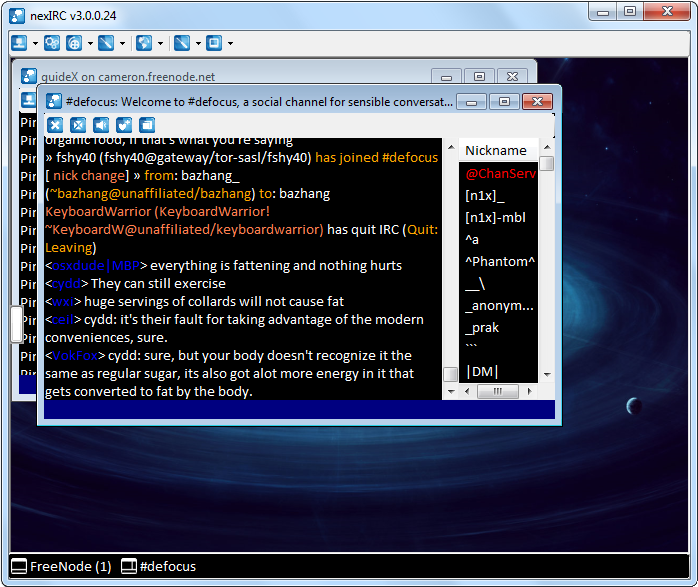 nexIRC v3.0.0.24
guideX on cameron.freenode.net
#defocus: Welcome to #defocus, a social channel for sensible conversat...
organic food, if that's what you're saying
» fshy40 (fshy40@gateway/tor-sasl/fshy40) has joined #defocus
[ nick change] » from: bazhang_
(~bazhang@unaffiliated/bazhang) to: bazhang
KeyboardWarrior (KeyboardWarrior!
~KeyboardW@unaffiliated/keyboardwarrior) has quit IRC (Quit:
Leaving)
<osxdude|MBP> everything is fattening and nothing hurts
<cydd> They can still exercise
<wxl> huge servings of collards will not cause fat
<ceil> cydd: it's their fault for taking advantage of the modern
conveniences, sure.
<VokFox> cydd: sure, but your body doesn't recognize it the
same as regular sugar, its also got alot more energy in it that
gets converted to fat by the body.
Nickname
@ChanServ
[n1x]_
[n1x]-mbl
^a
^Phantom^
__\
_anonym...
_prak
```
|DM|
Pin
Pin
Pin
Pin
Pin
Pin
Pin
Pin
Pin
Pin
Pin
FreeNode (1)
#defocus